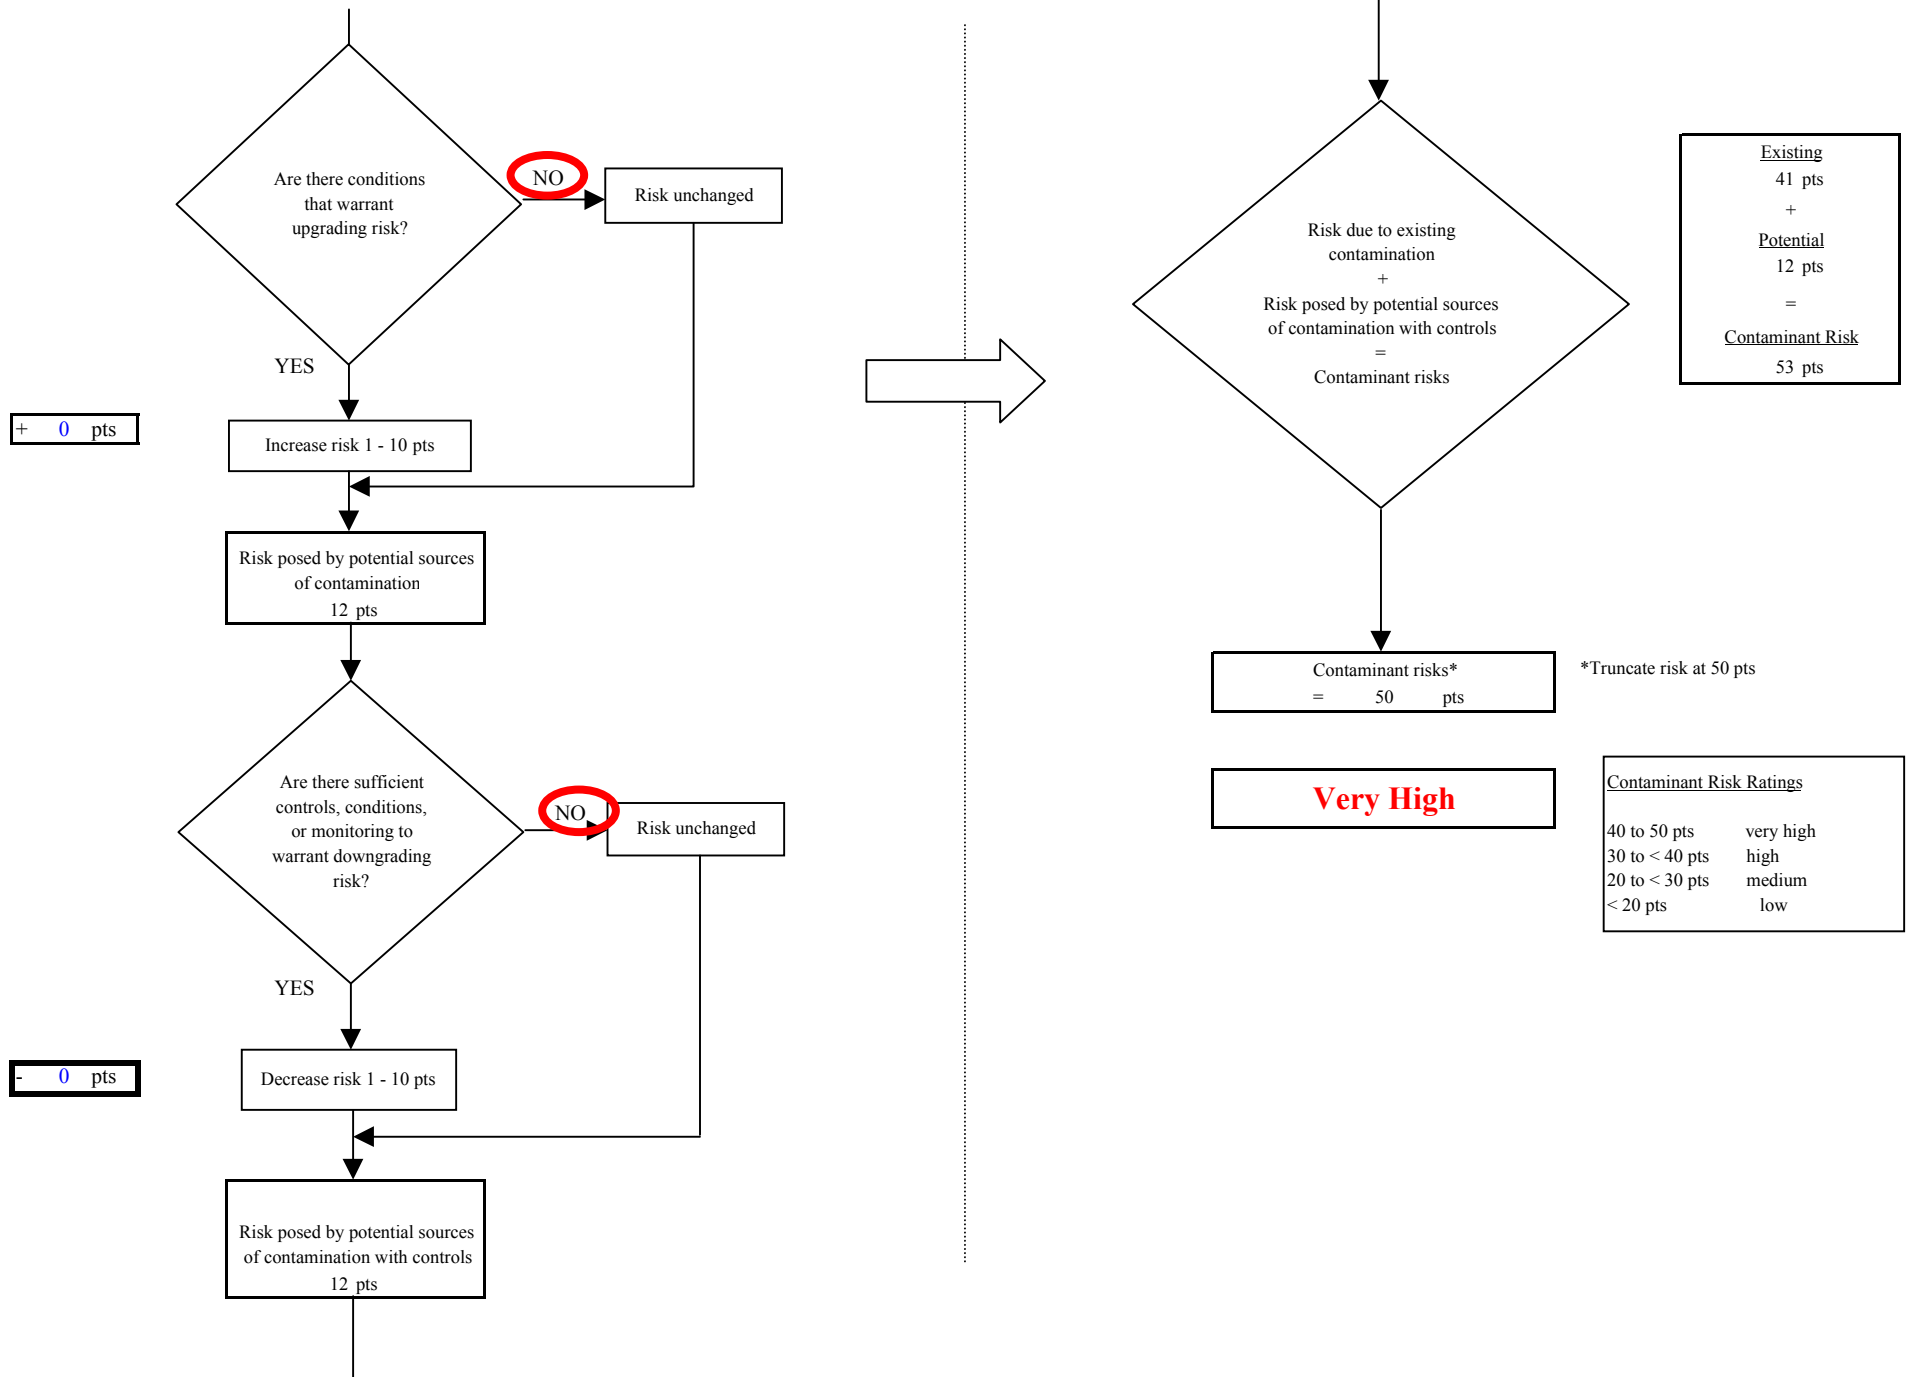 Are there conditions
that warrant
upgrading risk?
NO
Risk unchanged
YES
+ 0 pts
Increase risk 1 - 10 pts
Risk posed by potential sources
of contamination
12 pts
Are there sufficient
controls, conditions,
or monitoring to
warrant downgrading
risk?
NO
Risk unchanged
YES
- 0 pts
Decrease risk 1 - 10 pts
Risk posed by potential sources
of contamination with controls
12 pts
Risk due to existing
contamination
+
Risk posed by potential sources
of contamination with controls
=
Contaminant risks
Existing
41 pts
+
Potential
12 pts
=
Contaminant Risk
53 pts
Contaminant risks*
= 50 pts
*Truncate risk at 50 pts
Very High
Contaminant Risk Ratings
40 to 50 pts very high
30 to < 40 pts high
20 to < 30 pts medium
< 20 pts low